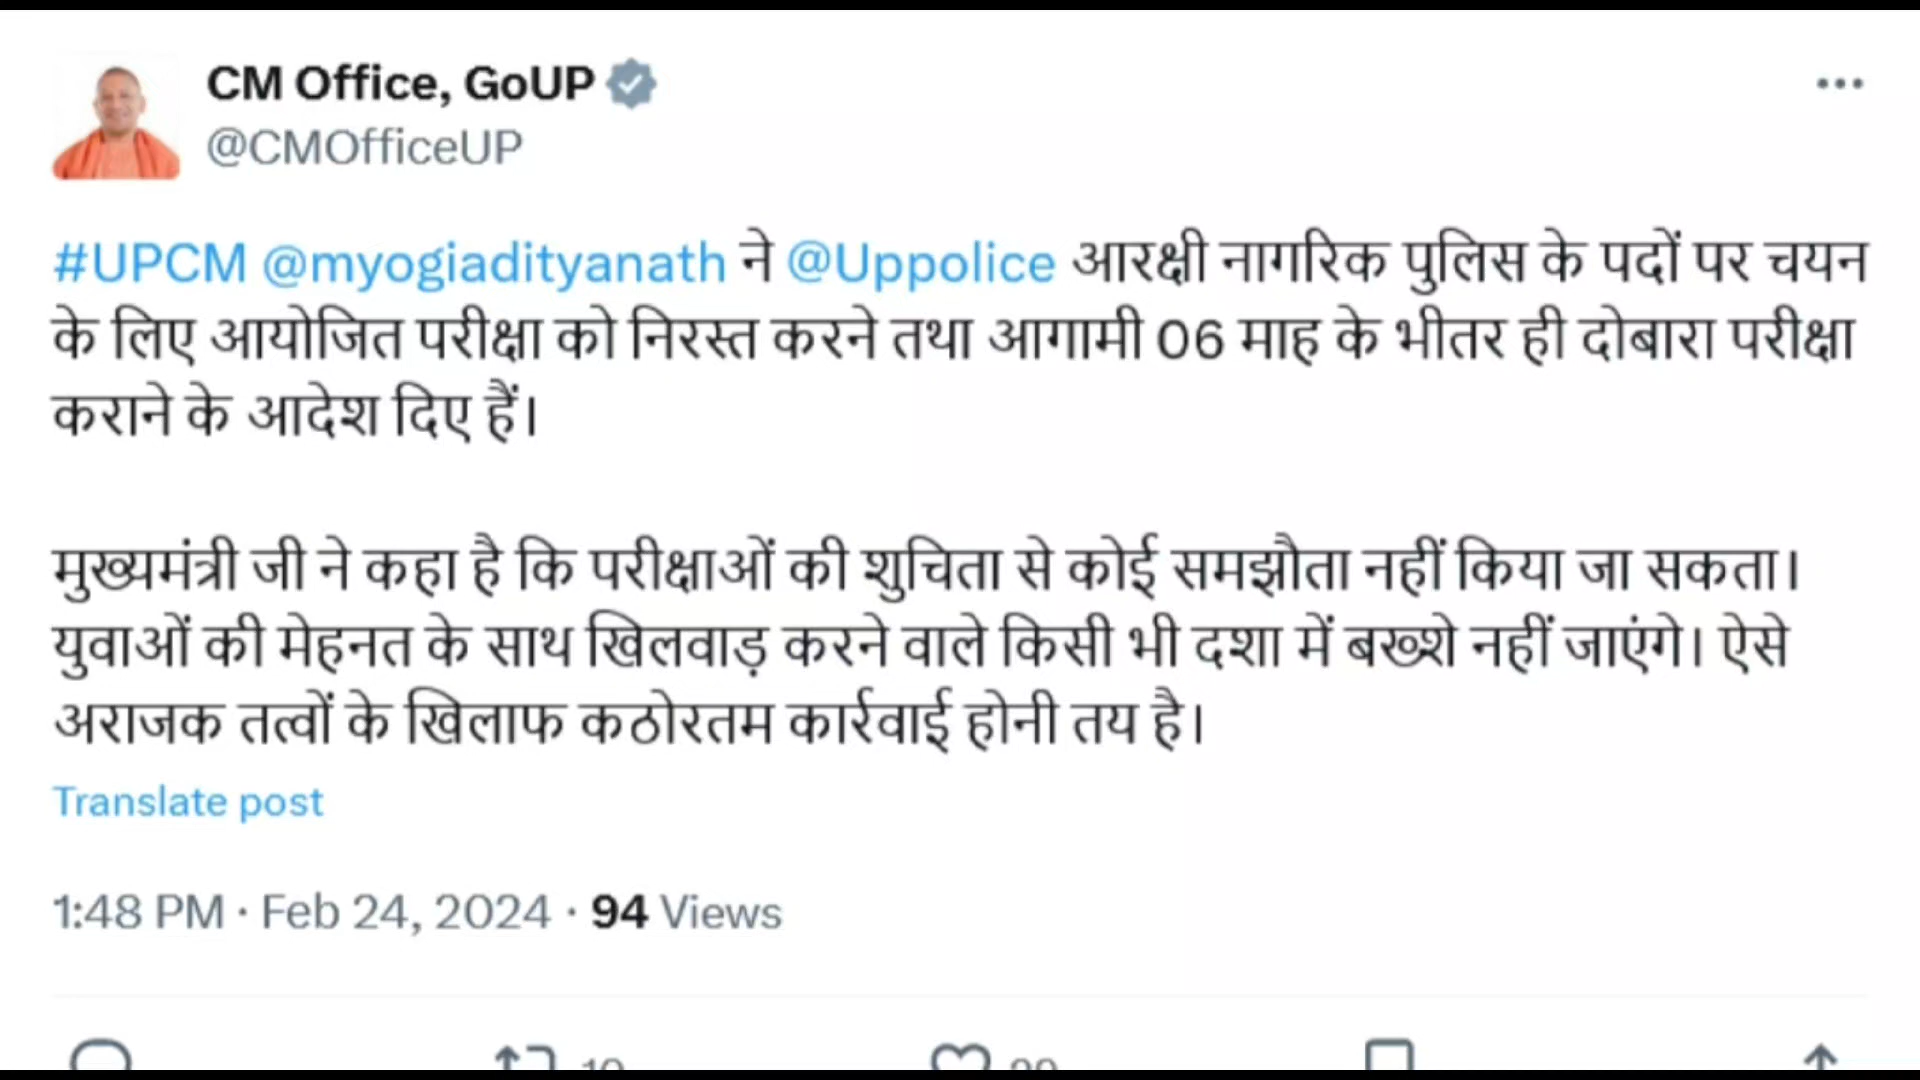 CM Office, GoUP
@CMOfficeUP
#UPCM @myogiadityanath ने @Uppolice आरक्षी नागरिक पुलिस के पदों पर चयन
के लिए आयोजित परीक्षा को निरस्त करने तथा आगामी 06 माह के भीतर ही दोबारा परीक्षा
कराने के आदेश दिए हैं।
मुख्यमंत्री जी ने कहा है कि परीक्षाओं की शुचिता से कोई समझौता नहीं किया जा सकता।
युवाओं की मेहनत के साथ खिलवाड़ करने वाले किसी भी दशा में बख्शे नहीं जाएंगे। ऐसे
अराजक तत्वों के खिलाफ कठोरतम कार्रवाई होनी तय है।
Translate post
1:48 PM · Feb 24, 2024 · 94 Views